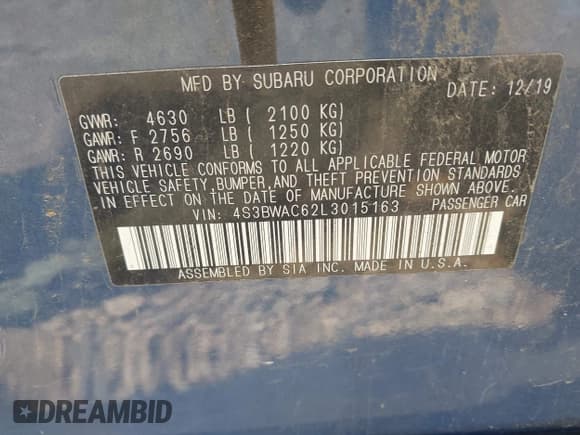 MFD BY SUBARU CORPORATION
DATE: 12/19
GVWR: 4630 LB ( 2100 KG)
GAWR: F 2756 LB ( 1250 KG)
GAWR: R 2690 LB ( 1220 KG)
THIS VEHICLE CONFORMS TO ALL APPLICABLE FEDERAL MOTOR
VEHICLE SAFETY,BUMPER,AND THEFT PREVENTION STANDARDS
IN EFFECT ON THE DATE OF MANUFACTURE SHOWN ABOVE.
VIN: 4S3BWAC62L3015163 PASSENGER CAR
ASSEMBLED BY SIA INC. MADE IN U.S.A.
DREAMBID